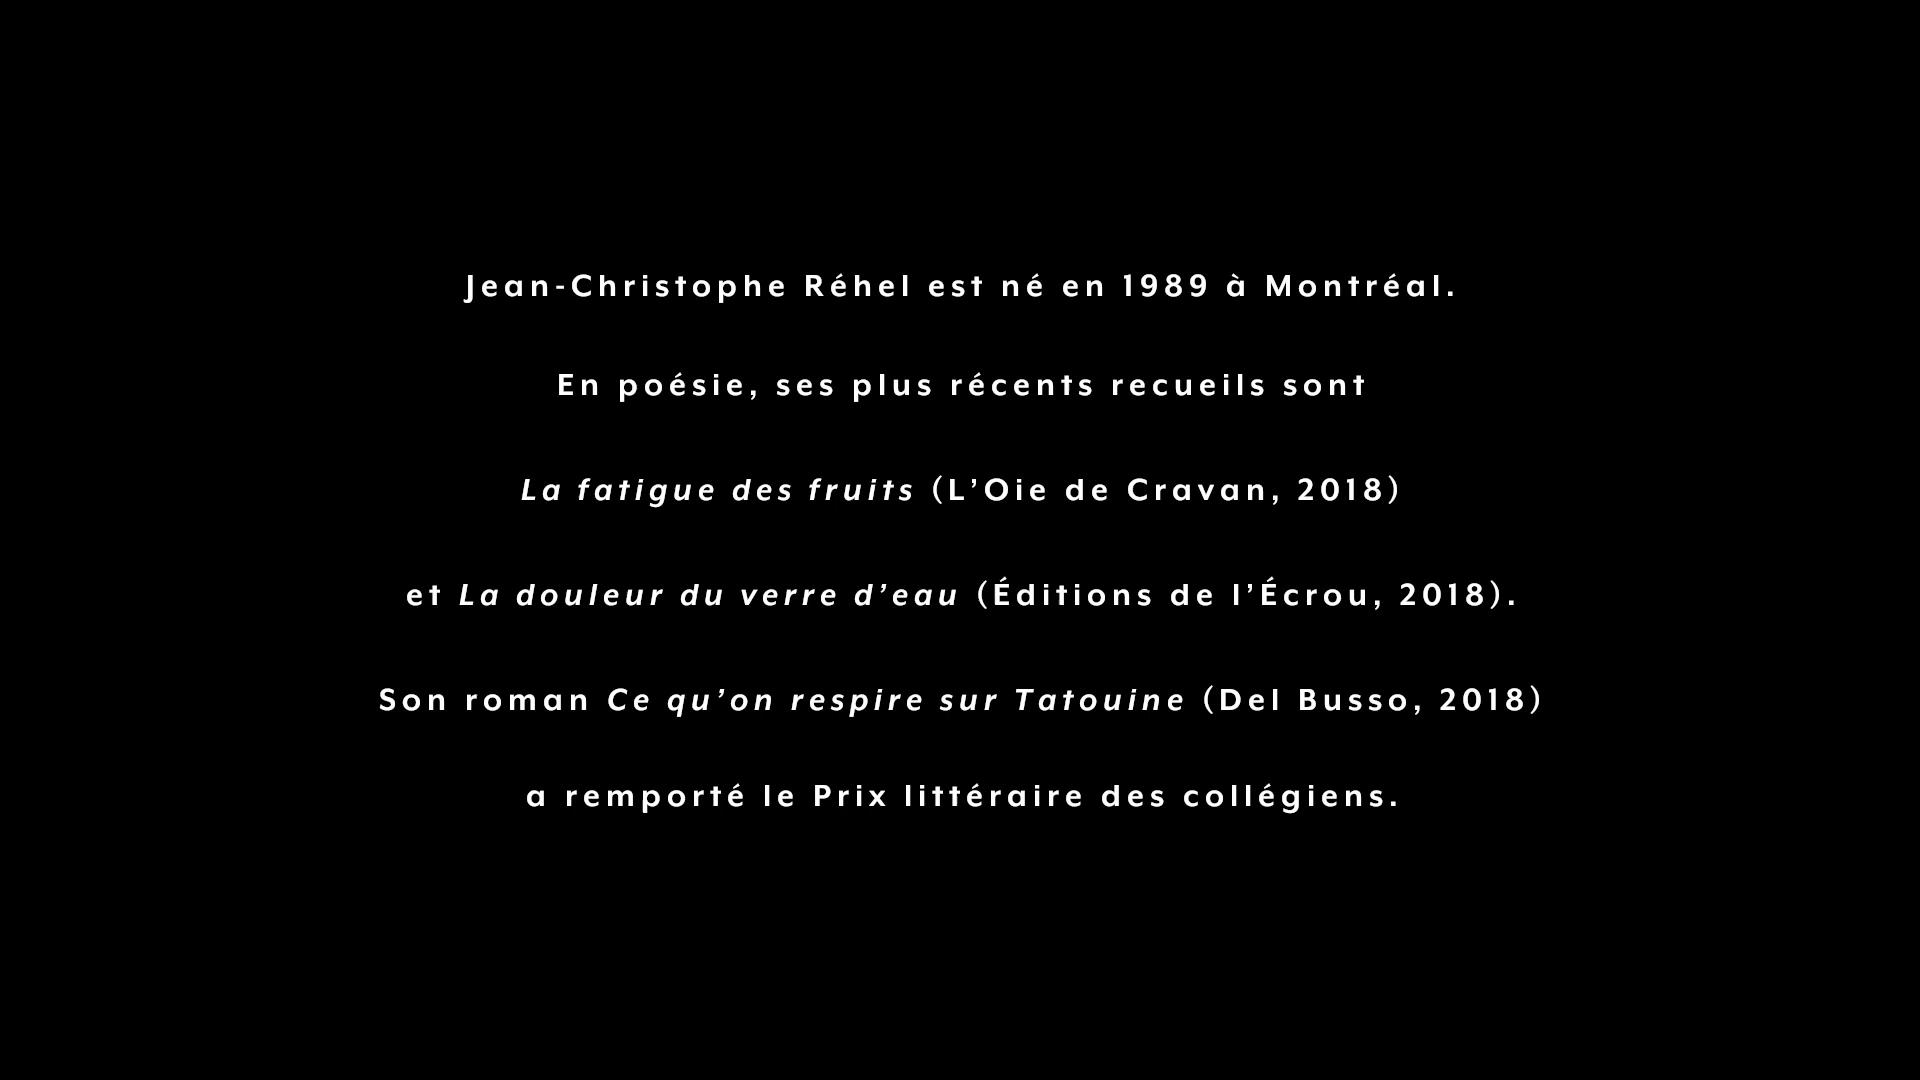 Jean-Christophe Réhel est né en 1989 à Montréal.
En poésie, ses plus récents recueils sont
La fatigue des fruits (L’Oie de Cravan, 2018)
et La douleur du verre d’eau (Éditions de l’Écrou, 2018).
Son roman Ce qu’on respire sur Tatouine (Del Busso, 2018)
a remporté le Prix littéraire des collégiens.